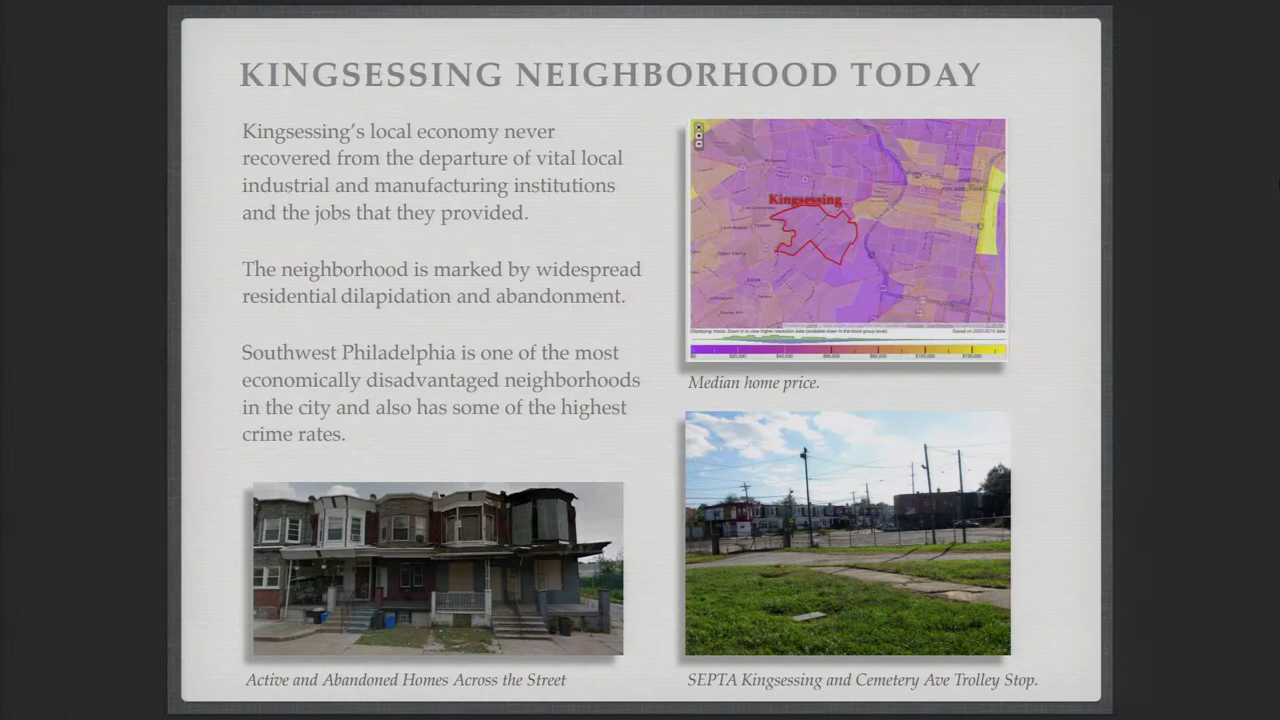 KINGSESSING NEIGHBORHOOD TODAY
Kingsessing's local economy never
recovered from the departure of vital local
industrial and manufacturing institutions
and the jobs that they provided.
The neighborhood is marked by widespread
residential dilapidation and abandonment.
Southwest Philadelphia is one of the most
economically disadvantaged neighborhoods
in the city and also has some of the highest
crime rates.
Kingsessing
PHILADELPHIA
Median home price.
Active and Abandoned Homes Across the Street
SEPTA Kingsessing and Cemetery Ave Trolley Stop.